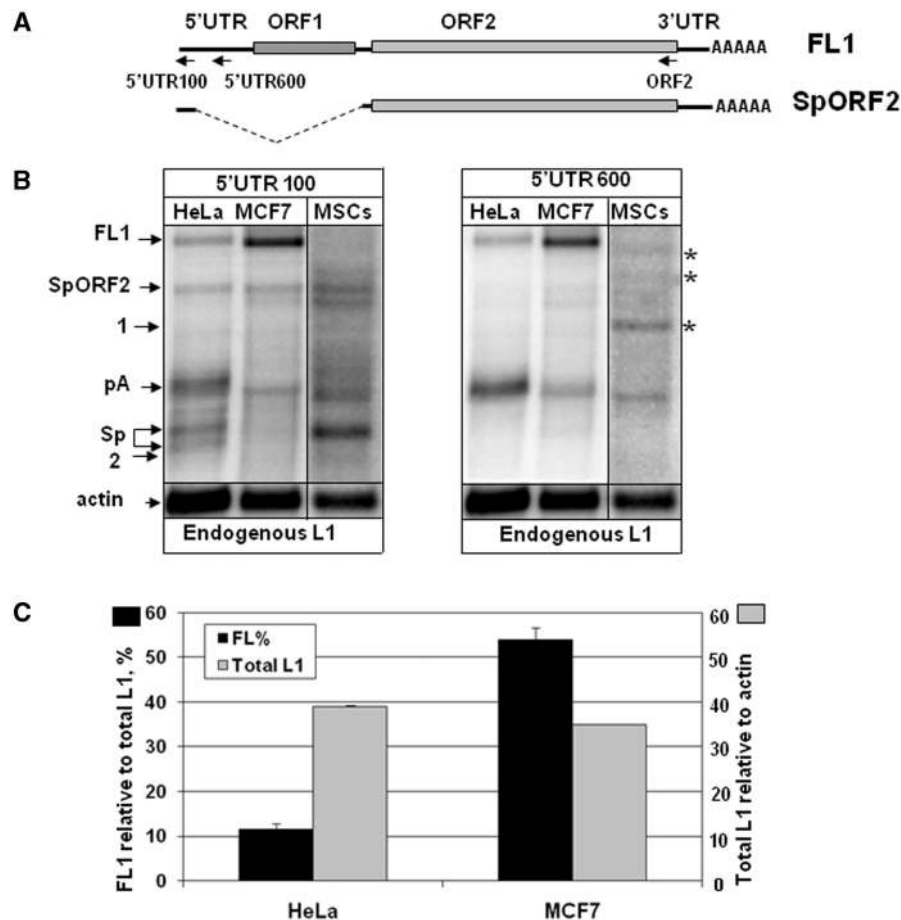 A
5'UTR ORF1 ORF2 3'UTR
AAAAA FL1
5'UTR100 5'UTR600 ORF2
AAAAA SpORF2
B
5'UTR 100
HeLa MCF7 MSCs
FL1
SpORF2
1
pA
Sp
2
actin
Endogenous L1
5'UTR 600
HeLa MCF7 MSCs
*
*
*
Endogenous L1
C
FL1 relative to total L1, %
60
50
40
30
20
10
0
FL%
Total L1
60
50
40
30
20
10
0
Total L1 relative to actin
HeLa MCF7